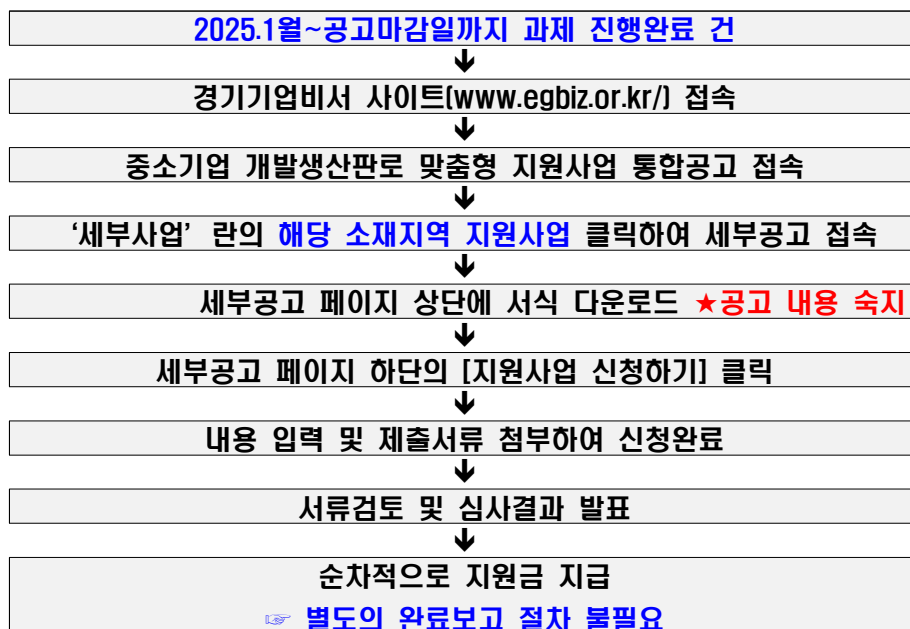 2025.1월~공고마감일까지 과제 진행완료 건
🡻
경기기업비서 사이트(www.egbiz.or.kr/) 접속
🡻
중소기업 개발생산판로 맞춤형 지원사업 통합공고 접속
🡻
‘세부사업’ 란의 해당 소재지역 지원사업 클릭하여 세부공고 접속
🡻
세부공고 페이지 상단에 서식 다운로드 ★공고 내용 숙지
🡻
세부공고 페이지 하단의 [지원사업 신청하기] 클릭
🡻
내용 입력 및 제출서류 첨부하여 신청완료
🡻
서류검토 및 심사결과 발표
🡻
순차적으로 지원금 지급
☞ 별도의 완료보고 절차 불필요